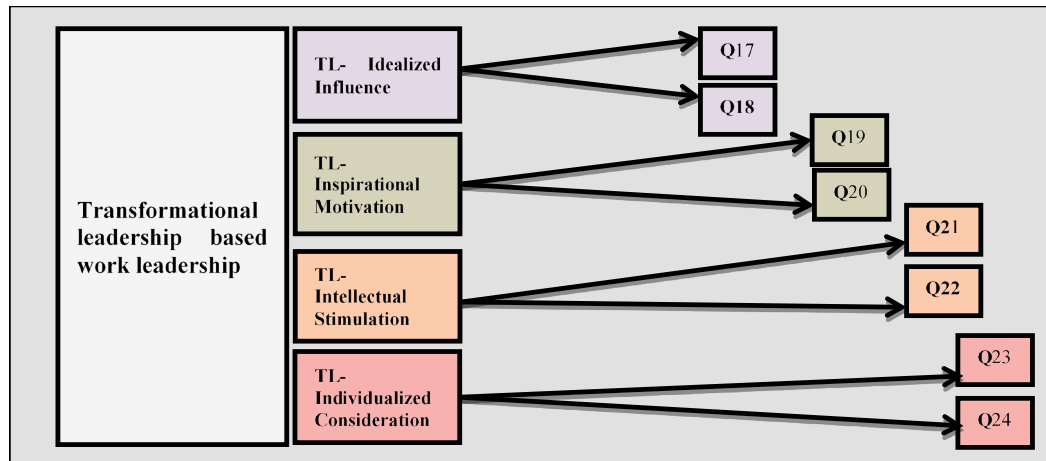 Transformational
leadership based
work leadership
TL- Idealized
Influence
Q17
Q18
TL-
Inspirational
Motivation
Q19
Q20
TL-
Intellectual
Stimulation
Q21
Q22
TL-
Individualized
Consideration
Q23
Q24